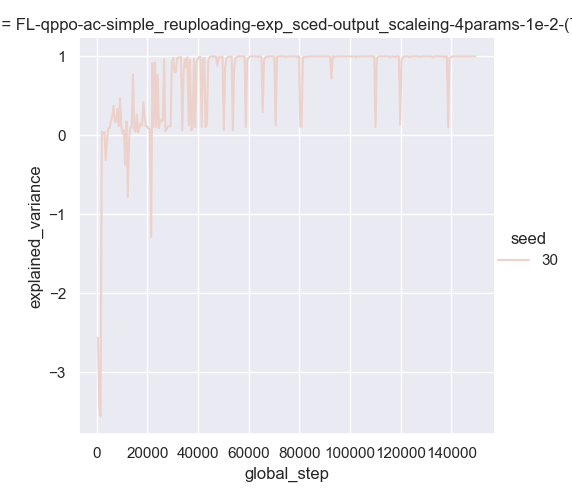 = FL-qppo-ac-simple_reuploading-exp_sced-output_scaleing-4params-1e-2-(
1
0
−1
−2
−3
explained_variance
seed
30
0 20000 40000 60000 80000 100000 120000 140000
global_step